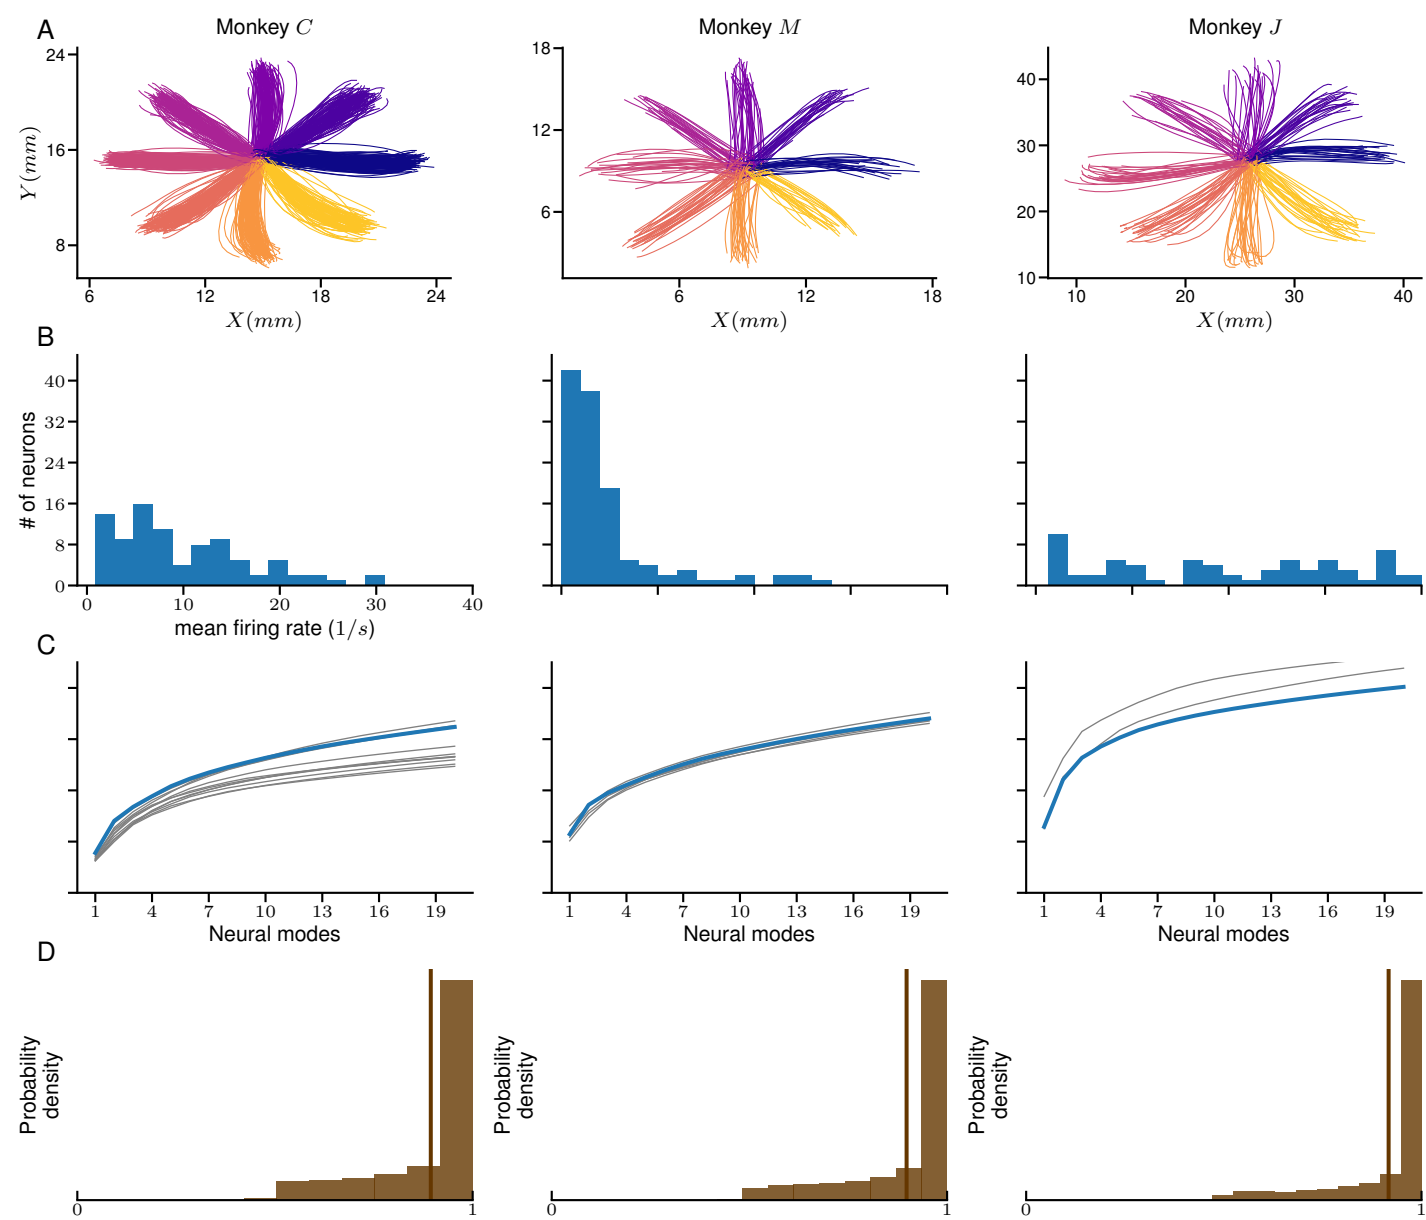 A
Monkey C
Monkey M
Monkey J
24
16
8
Y(mm)
6
12
18
24
X(mm)
18
12
6
6
12
18
X(mm)
40
30
20
10
10
20
30
40
X(mm)
B
40
32
24
16
8
0
# of neurons
0
10
20
30
40
mean firing rate (1/s)
C
1
4
7
10
13
16
19
Neural modes
1
4
7
10
13
16
19
Neural modes
1
4
7
10
13
16
19
Neural modes
D
Probability
density
0
1
Probability
density
0
1
Probability
density
0
1